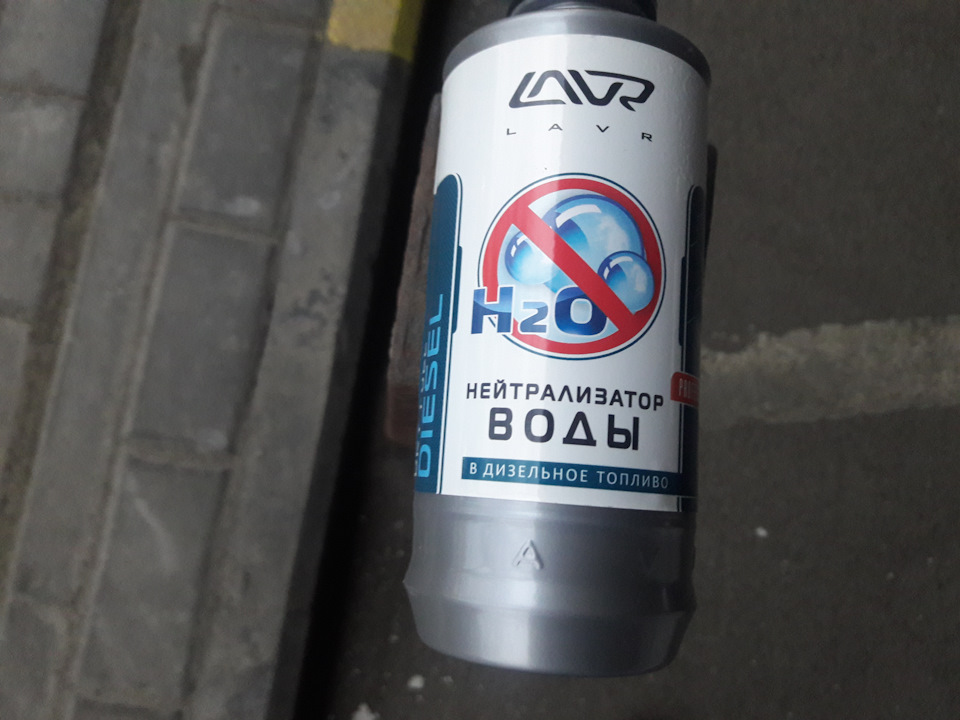 LAVR
LAVR
H2O
НЕЙТРАЛИЗАТОР
ВОДЫ
В ДИЗЕЛЬНОЕ ТОПЛИВО
DIESEL
A